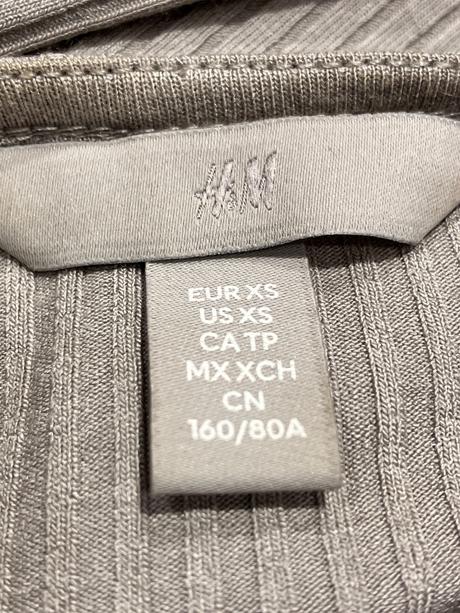 H&M
EUR XS
US XS
CA TP
MX XCH
CN
160/80A